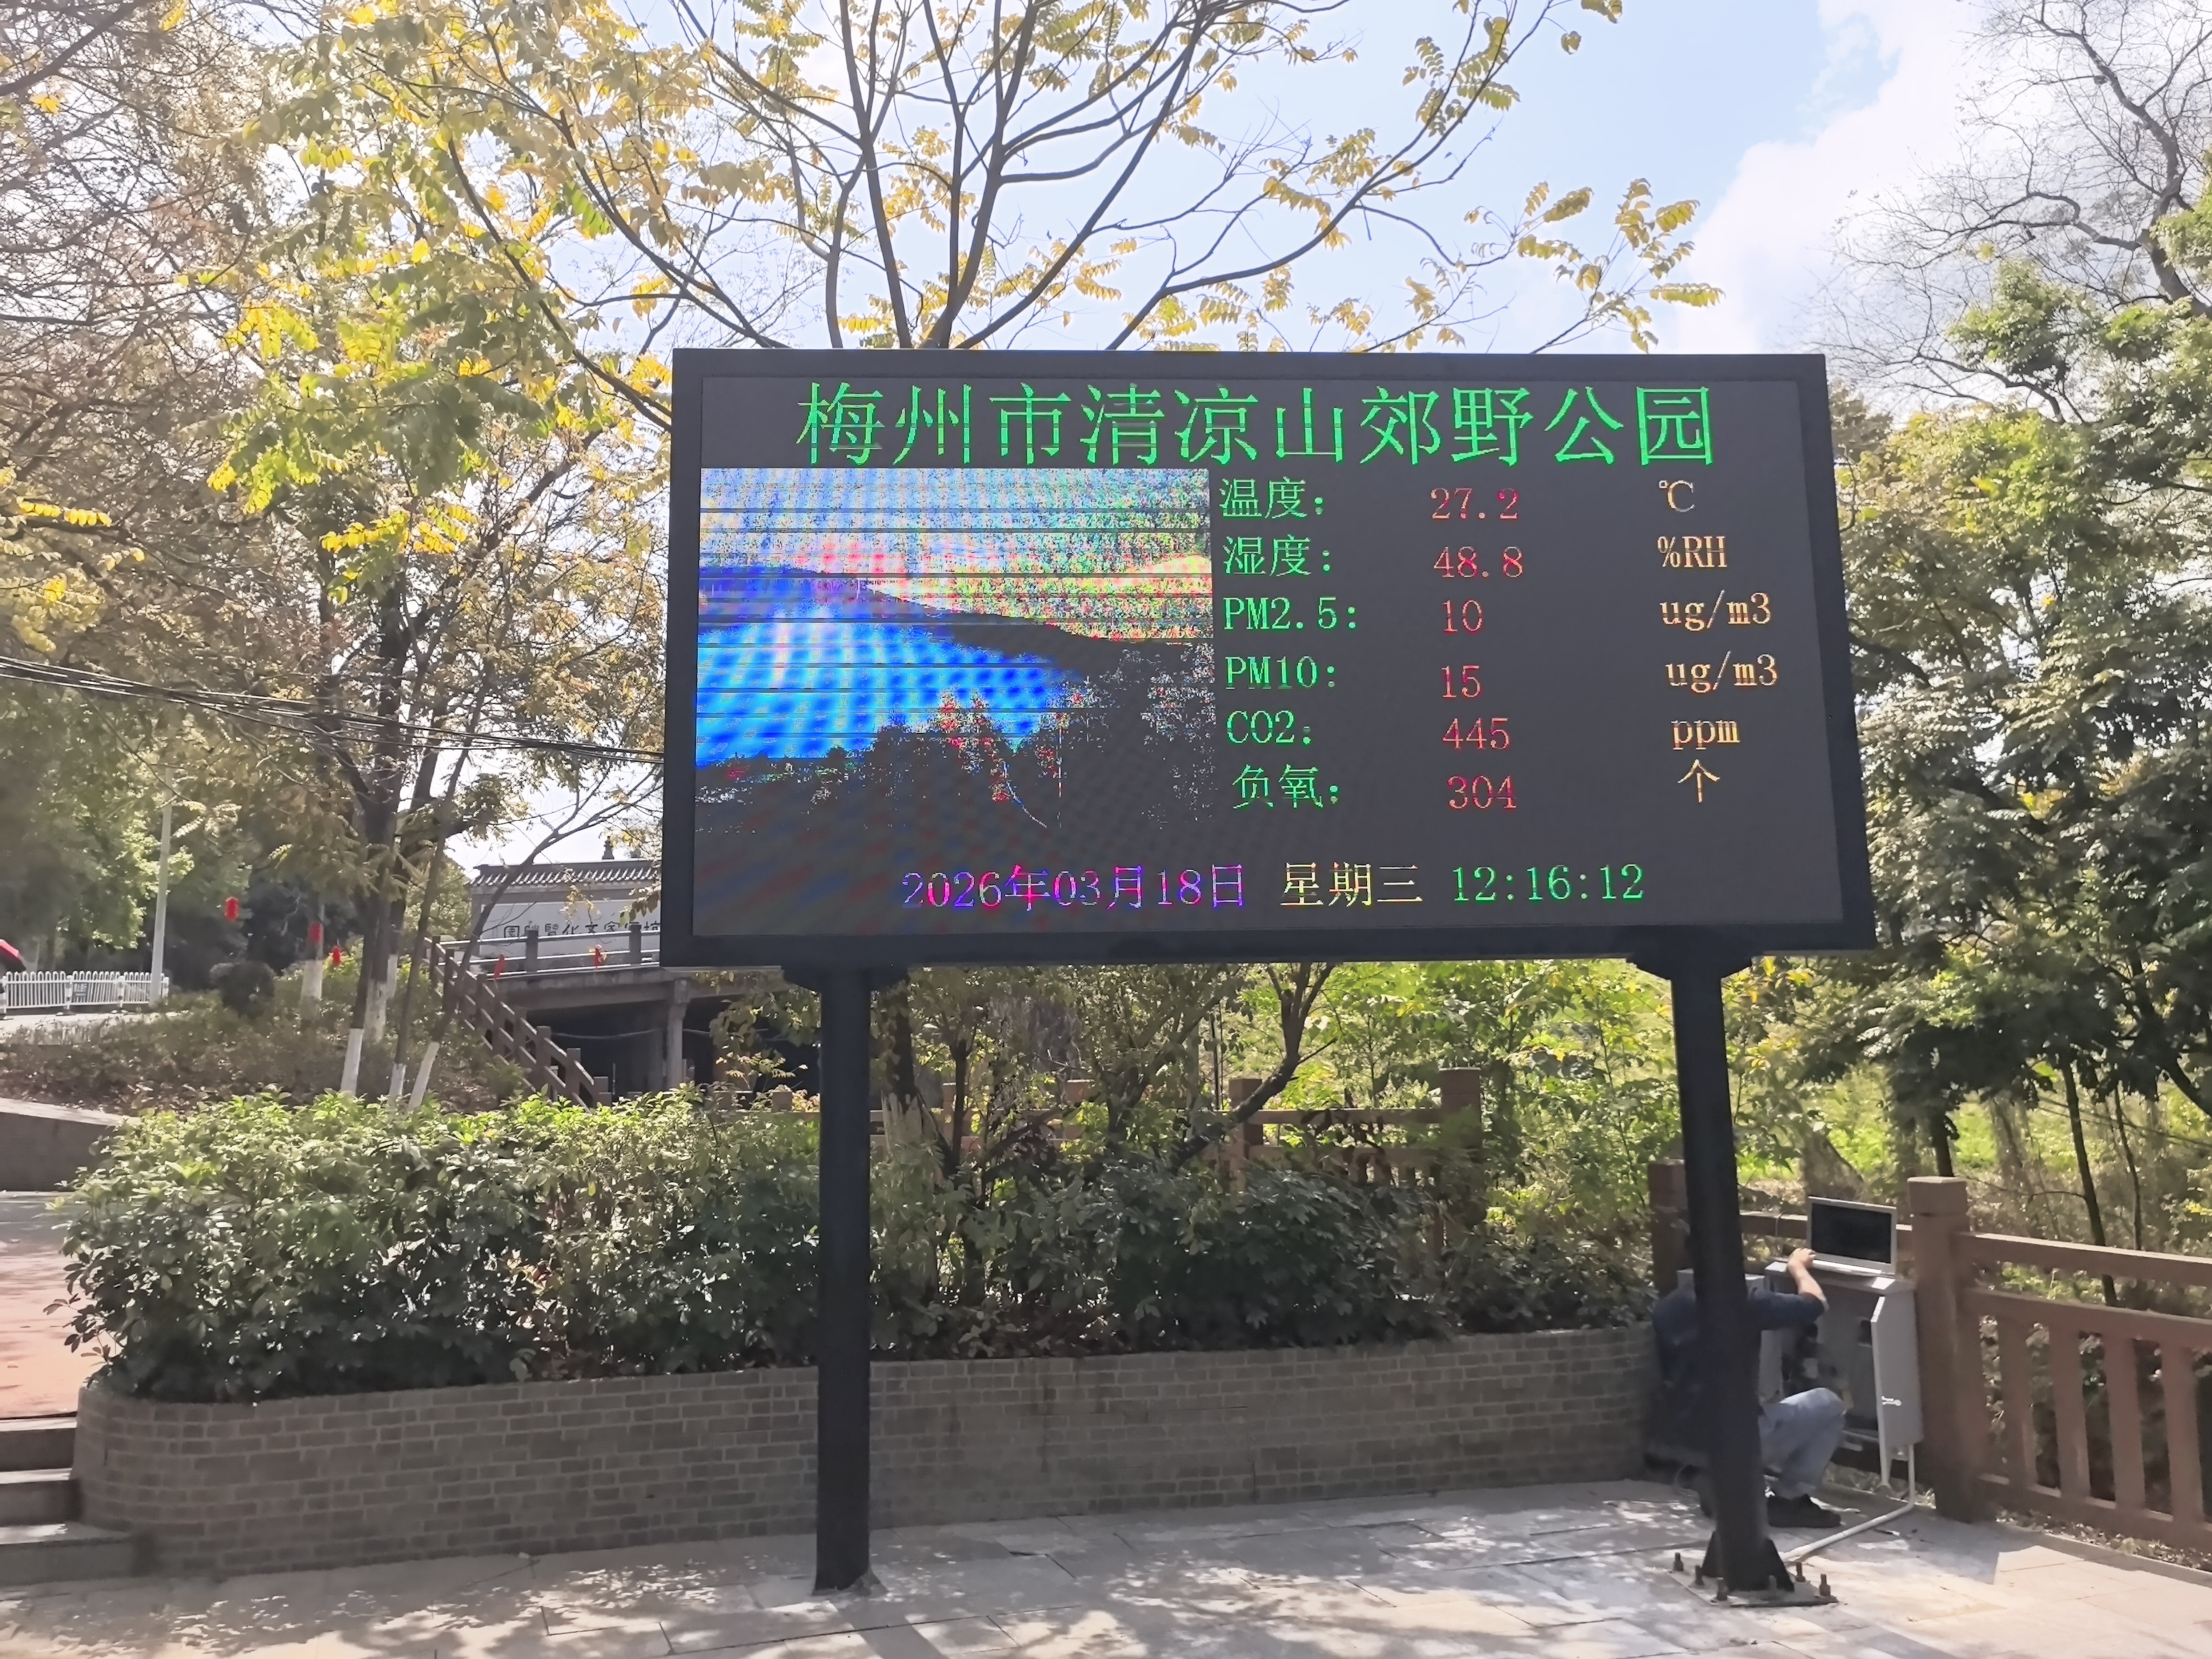 梅州市清凉山郊野公园
温度: 27.2 ℃
湿度: 48.8 %RH
PM2.5: 10 ug/m3
PM10: 15 ug/m3
CO2: 445 ppm
负氧: 304 个
2026年03月18日 星期三 12:16:12